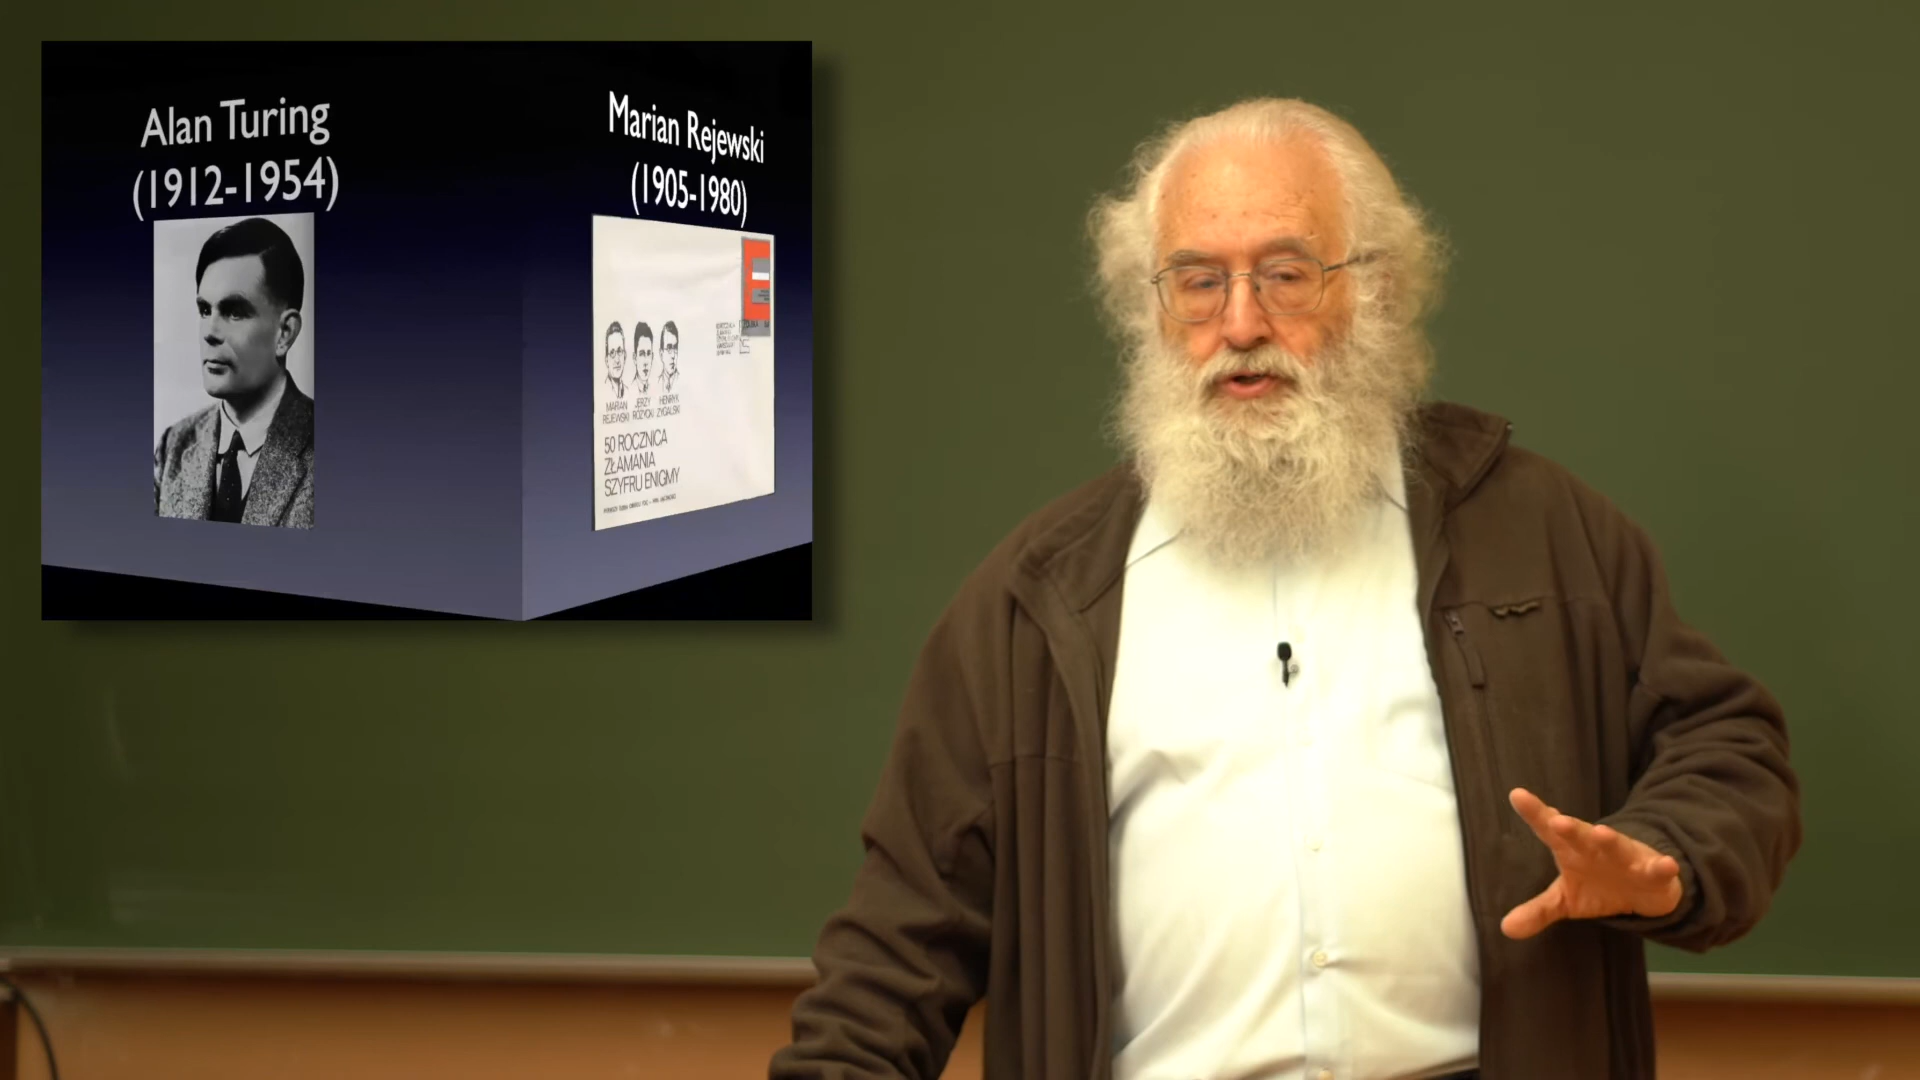 Alan Turing
(1912-1954)
Marian Rejewski
(1905-1980)
MARIAN REJEWSKI
JERZY RÓŻYCKI
HENRYK ZYGALSKI
50 ROCZNICA
ZŁAMANIA
SZYFRU ENIGMY